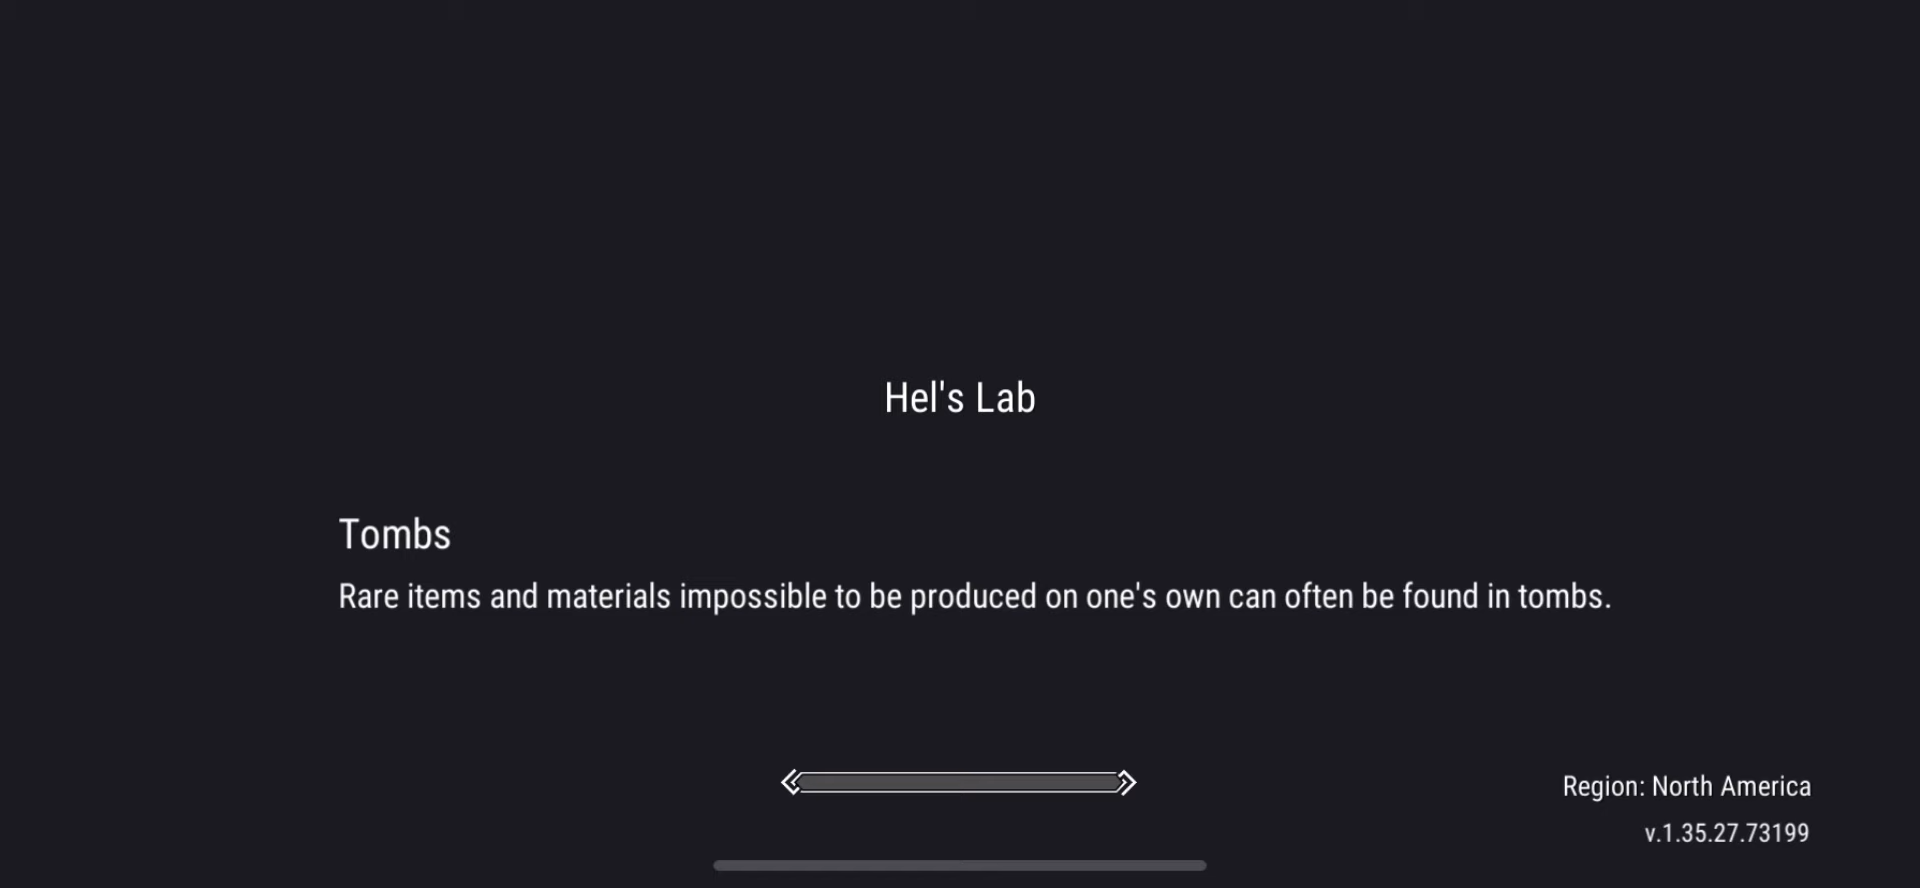 Hel's Lab
Tombs
Rare items and materials impossible to be produced on one's own can often be found in tombs.
Region: North America
v.1.35.27.73199